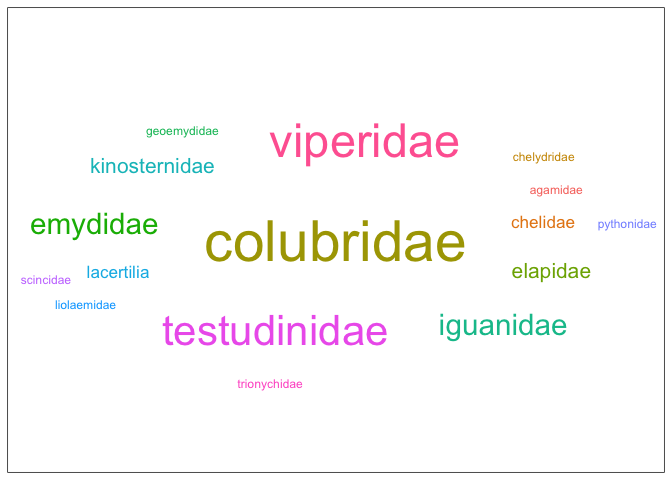 geoemydidae
viperidae
kinosternidae
chelydridae
agamidae
emydidae
colubridae
chelidae
pythonidae
scincidae
lacertilia
elapidae
liolaemidae
testudinidae
iguanidae
trionychidae